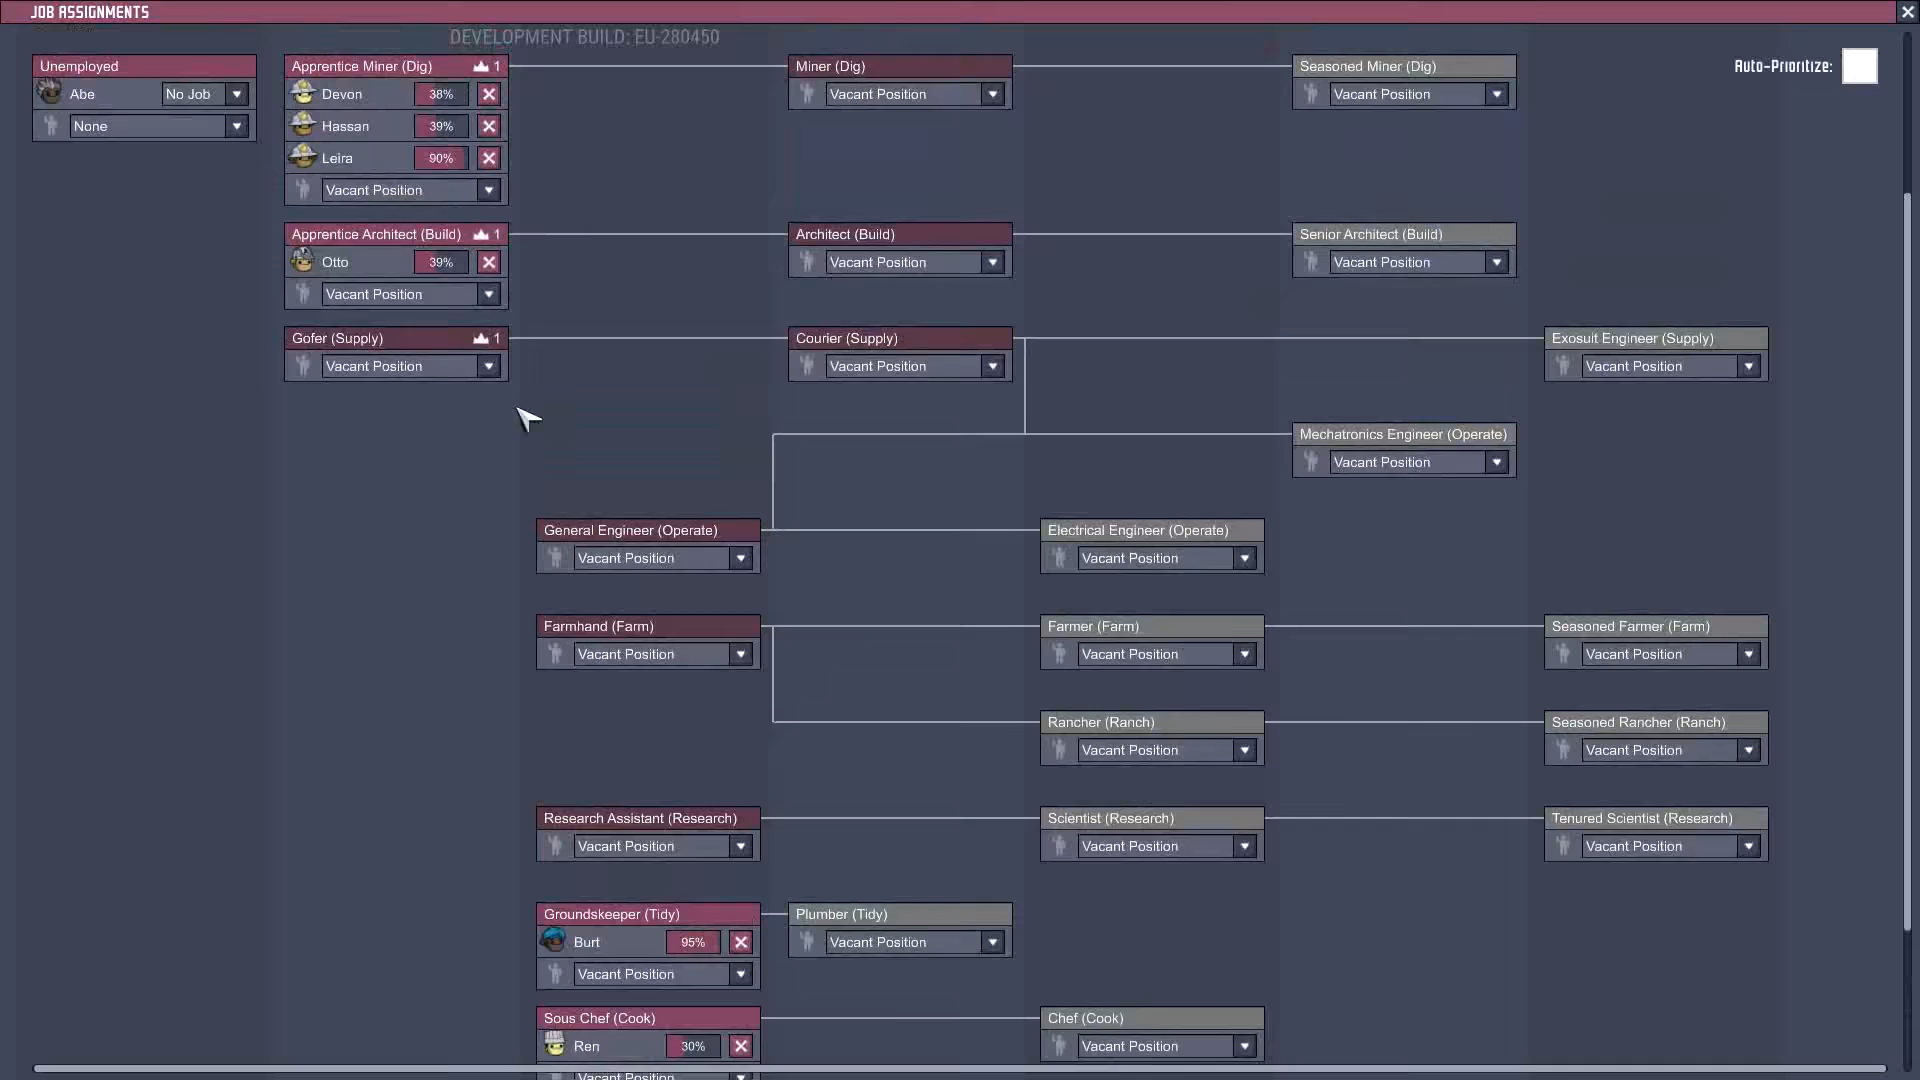 JOB ASSIGNMENTS
DEVELOPMENT BUILD: EU-280450
Auto-Prioritize:
Unemployed
Abe No Job
None
Apprentice Miner (Dig) 1
Devon 38%
Hassan 39%
Leira 90%
Vacant Position
Miner (Dig)
Vacant Position
Seasoned Miner (Dig)
Vacant Position
Apprentice Architect (Build) 1
Otto 39%
Vacant Position
Architect (Build)
Vacant Position
Senior Architect (Build)
Vacant Position
Gofer (Supply) 1
Vacant Position
Courier (Supply)
Vacant Position
Exosuit Engineer (Supply)
Vacant Position
Mechatronics Engineer (Operate)
Vacant Position
General Engineer (Operate)
Vacant Position
Electrical Engineer (Operate)
Vacant Position
Farmhand (Farm)
Vacant Position
Farmer (Farm)
Vacant Position
Seasoned Farmer (Farm)
Vacant Position
Rancher (Ranch)
Vacant Position
Seasoned Rancher (Ranch)
Vacant Position
Research Assistant (Research)
Vacant Position
Scientist (Research)
Vacant Position
Tenured Scientist (Research)
Vacant Position
Groundskeeper (Tidy)
Burt 95%
Vacant Position
Plumber (Tidy)
Vacant Position
Sous Chef (Cook)
Ren 30%
Vacant Position
Chef (Cook)
Vacant Position